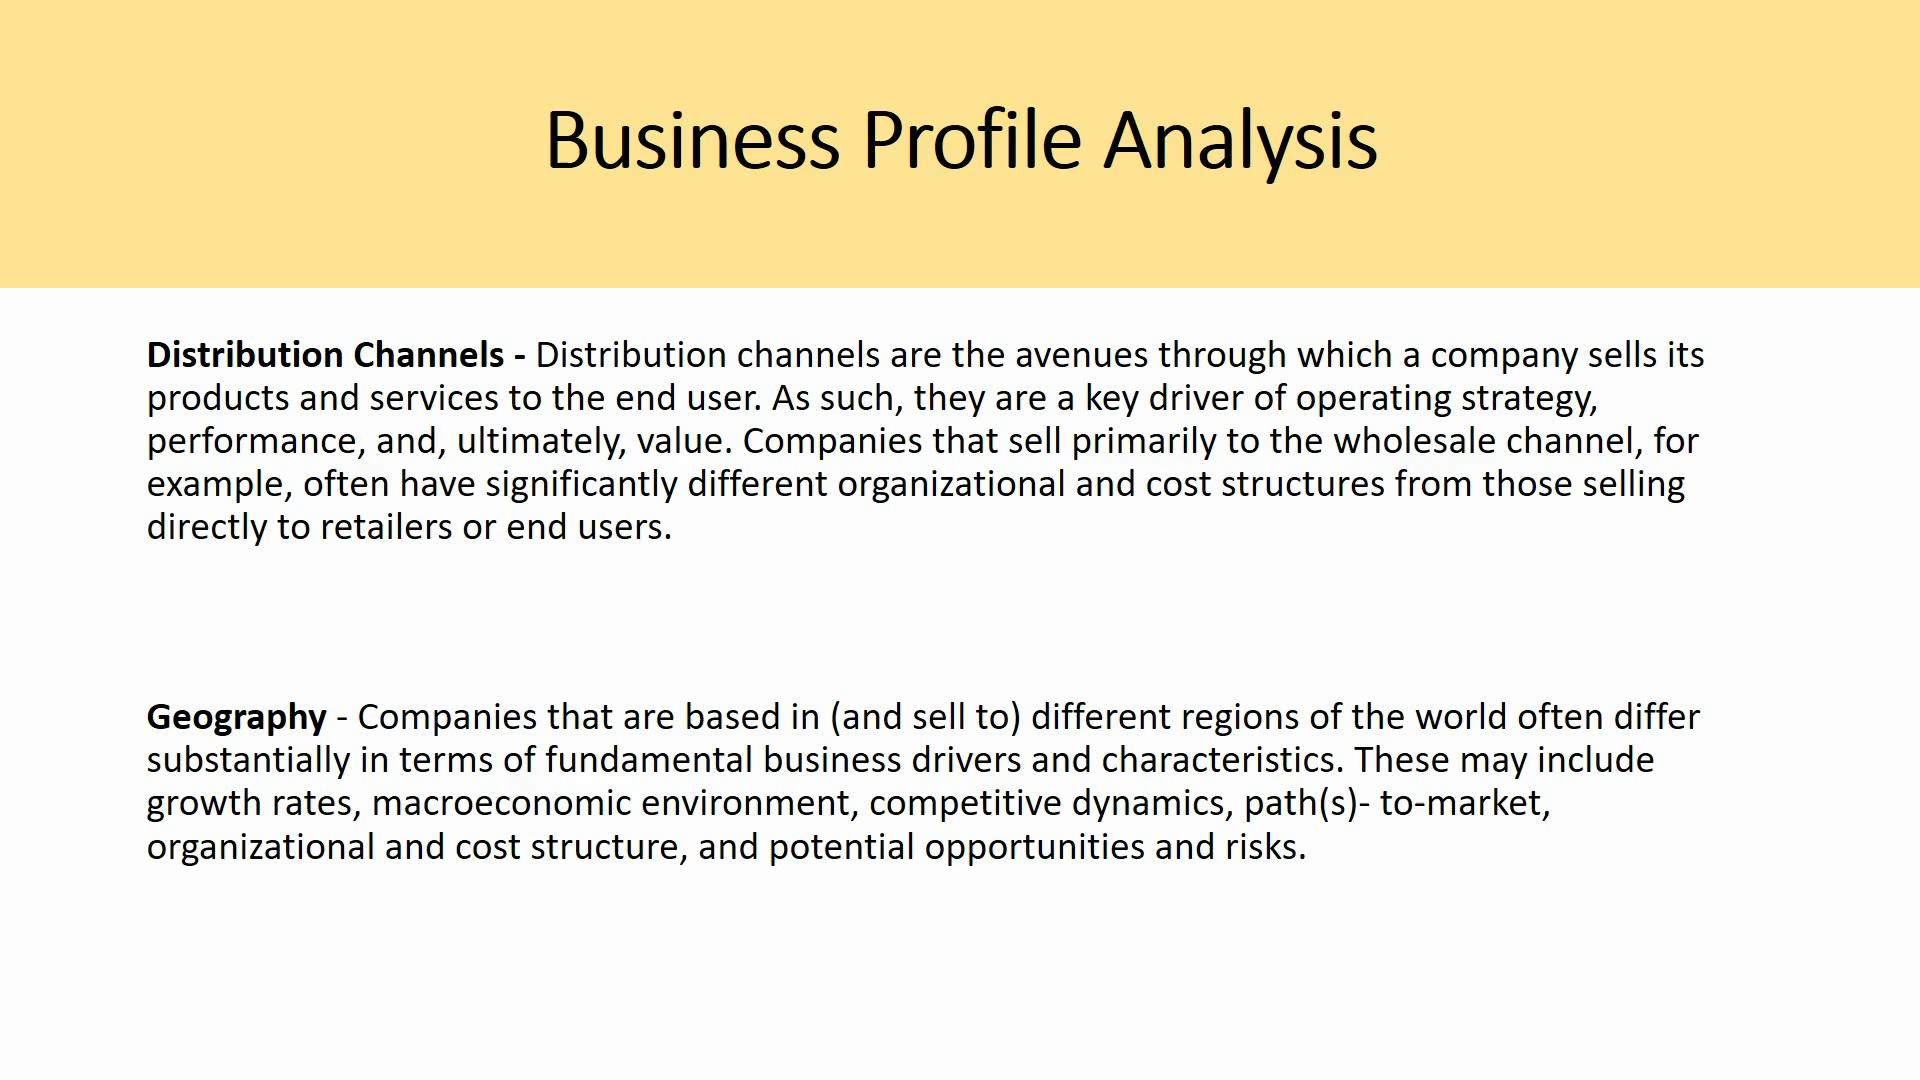 Business Profile Analysis
Distribution Channels - Distribution channels are the avenues through which a company sells its
products and services to the end user. As such, they are a key driver of operating strategy,
performance, and, ultimately, value. Companies that sell primarily to the wholesale channel, for
example, often have significantly different organizational and cost structures from those selling
directly to retailers or end users.
Geography - Companies that are based in (and sell to) different regions of the world often differ
substantially in terms of fundamental business drivers and characteristics. These may include
growth rates, macroeconomic environment, competitive dynamics, path(s)- to-market,
organizational and cost structure, and potential opportunities and risks.